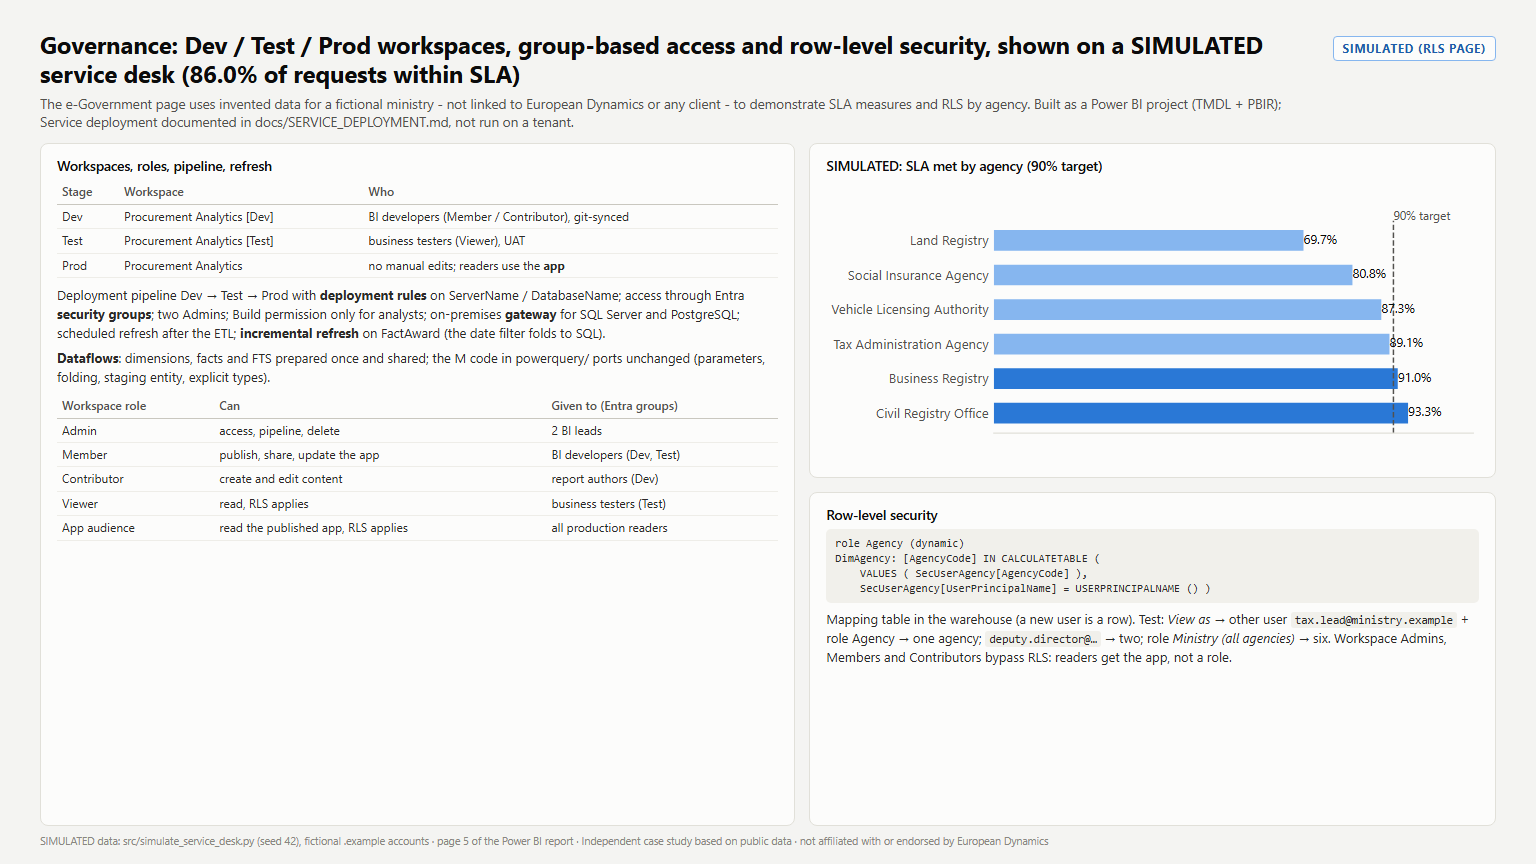 Governance: Dev / Test / Prod workspaces, group-based access and row-level security, shown on a SIMULATED
service desk (86.0% of requests within SLA)
SIMULATED (RLS PAGE)
The e-Government page uses invented data for a fictional ministry - not linked to European Dynamics or any client - to demonstrate SLA measures and RLS by agency. Built as a Power BI project (TMDL + PBIR);
Service deployment documented in docs/SERVICE_DEPLOYMENT.md, not run on a tenant.
Workspaces, roles, pipeline, refresh
Stage Workspace Who
Dev Procurement Analytics [Dev] BI developers (Member / Contributor), git-synced
Test Procurement Analytics [Test] business testers (Viewer), UAT
Prod Procurement Analytics no manual edits; readers use the app
Deployment pipeline Dev → Test → Prod with deployment rules on ServerName / DatabaseName; access through Entra
security groups; two Admins; Build permission only for analysts; on-premises gateway for SQL Server and PostgreSQL;
scheduled refresh after the ETL; incremental refresh on FactAward (the date filter folds to SQL).
Dataflows: dimensions, facts and FTS prepared once and shared; the M code in powerquery/ ports unchanged (parameters,
folding, staging entity, explicit types).
Workspace role Can Given to (Entra groups)
Admin access, pipeline, delete 2 BI leads
Member publish, share, update the app BI developers (Dev, Test)
Contributor create and edit content report authors (Dev)
Viewer read, RLS applies business testers (Test)
App audience read the published app, RLS applies all production readers
SIMULATED: SLA met by agency (90% target)
90% target
Land Registry 69.7%
Social Insurance Agency 80.8%
Vehicle Licensing Authority 87.3%
Tax Administration Agency 89.1%
Business Registry 91.0%
Civil Registry Office 93.3%
Row-level security
role Agency (dynamic)
DimAgency: [AgencyCode] IN CALCULATETABLE (
VALUES ( SecUserAgency[AgencyCode] ),
SecUserAgency[UserPrincipalName] = USERPRINCIPALNAME () )
Mapping table in the warehouse (a new user is a row). Test: View as → other user tax.lead@ministry.example +
role Agency → one agency; deputy.director@… → two; role Ministry (all agencies) → six. Workspace Admins,
Members and Contributors bypass RLS: readers get the app, not a role.
SIMULATED data: src/simulate_service_desk.py (seed 42), fictional .example accounts · page 5 of the Power BI report · Independent case study based on public data · not affiliated with or endorsed by European Dynamics